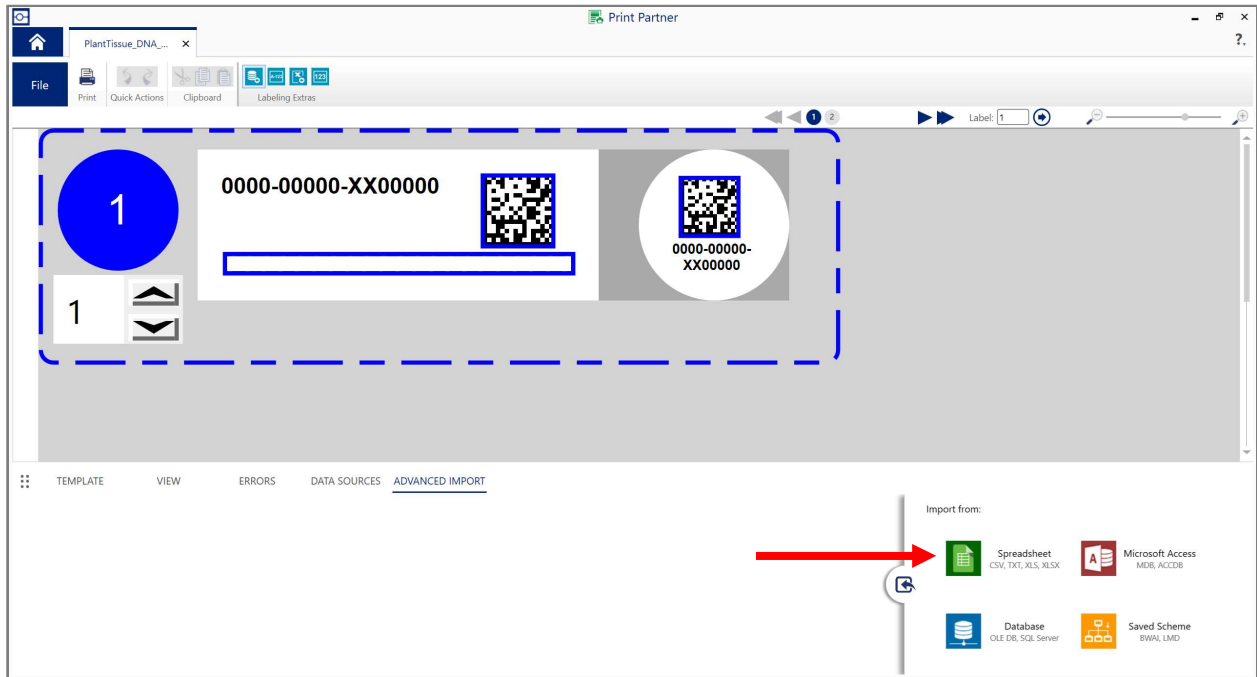 Print Partner
PlantTissue_DNA_... ×
?.
File
Print
Quick Actions
Clipboard
Labeling Extras
A-123
123
1 2
Label: 1
1
0000-00000-XX00000
0000-00000-
XX00000
1
TEMPLATE VIEW ERRORS DATA SOURCES ADVANCED IMPORT
Import from:
Spreadsheet
CSV, TXT, XLS, XLSX
A
Microsoft Access
MDB, ACCDB
Database
OLE DB, SQL Server
Saved Scheme
BWAI, LMD